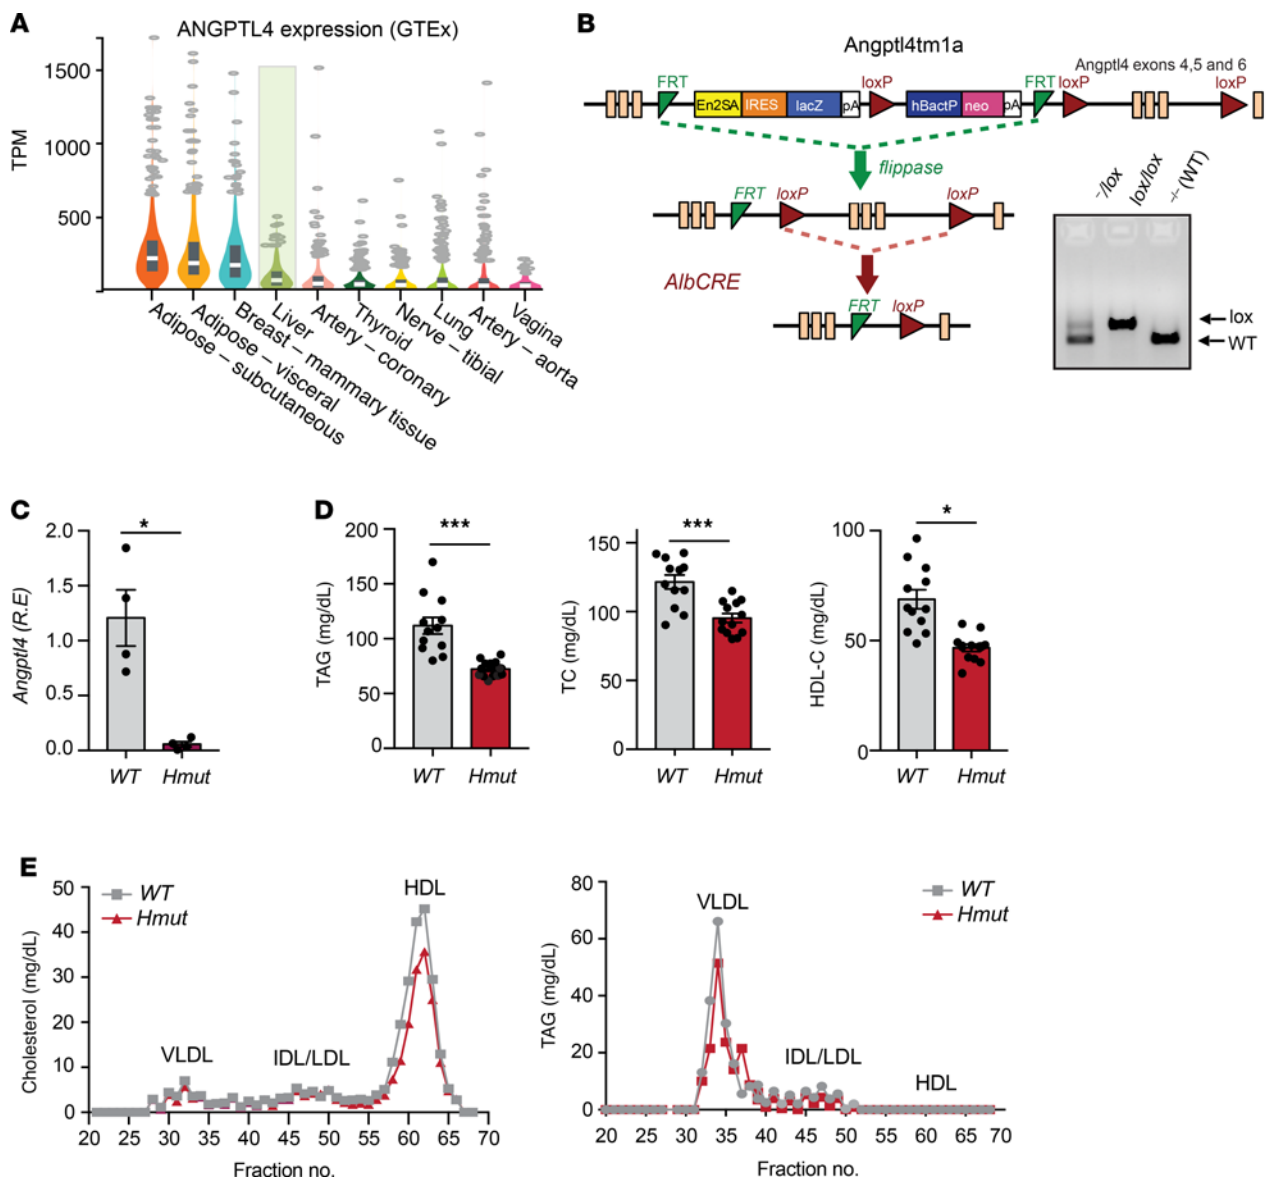 A
ANGPTL4 expression (GTEx)
TPM
1500
1000
500
Adipose – subcutaneous
Adipose – visceral
Breast – mammary tissue
Liver
Artery – coronary
Thyroid
Nerve – tibial
Lung
Artery – aorta
Vagina
B
Angptl4tm1a
Angptl4 exons 4,5 and 6
FRT
loxP
FRT
loxP
loxP
En2SA
IRES
lacZ
pA
hBactP
neo
pA
flippase
FRT
loxP
loxP
AlbCRE
FRT
loxP
-/lox
lox/lox
-/- (WT)
lox
WT
C
Angptl4 (R.E)
2.0
1.5
1.0
0.5
0.0
*
WT
Hmut
D
TAG (mg/dL)
200
150
100
50
0
***
WT
Hmut
TC (mg/dL)
150
100
50
0
***
WT
Hmut
HDL-C (mg/dL)
100
50
0
*
WT
Hmut
E
Cholesterol (mg/dL)
50
40
30
20
10
0
WT
Hmut
VLDL
IDL/LDL
HDL
20 25 30 35 40 45 50 55 60 65 70
Fraction no.
TAG (mg/dL)
80
60
40
20
0
WT
Hmut
VLDL
IDL/LDL
HDL
20 25 30 35 40 45 50 55 60 65 70
Fraction no.